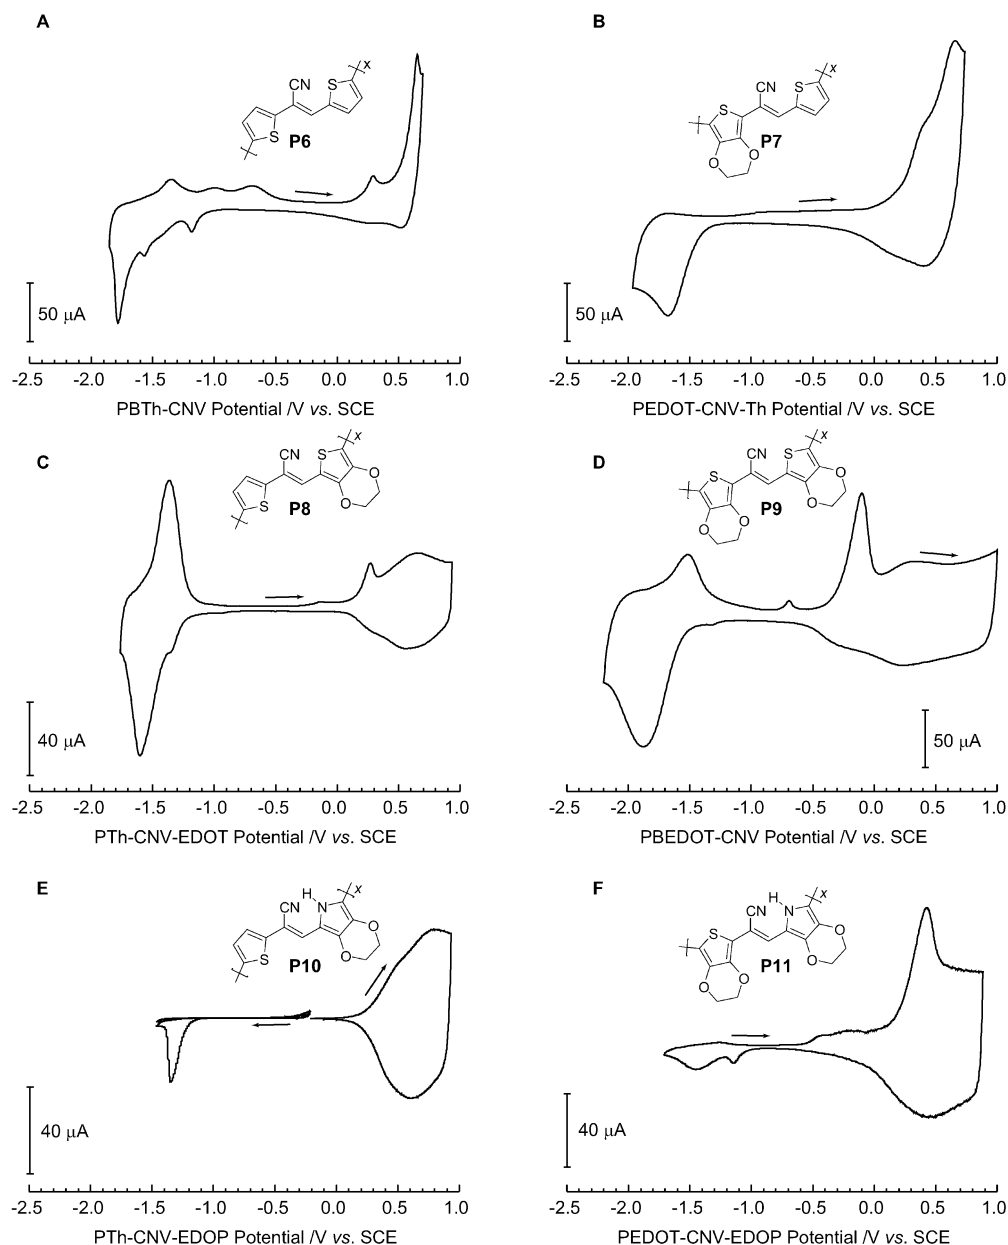 A
CN
S
x
S
P6
50 μA
-2.5 -2.0 -1.5 -1.0 -0.5 0.0 0.5 1.0
PBTh-CNV Potential /V vs. SCE
B
CN
S
S
x
P7
O
O
50 μA
-2.5 -2.0 -1.5 -1.0 -0.5 0.0 0.5 1.0
PEDOT-CNV-Th Potential /V vs. SCE
C
CN
S
x
S
O
O
P8
40 μA
-2.5 -2.0 -1.5 -1.0 -0.5 0.0 0.5 1.0
PTh-CNV-EDOT Potential /V vs. SCE
D
CN
S
x
S
O
O
P9
O
O
50 μA
-2.5 -2.0 -1.5 -1.0 -0.5 0.0 0.5 1.0
PBEDOT-CNV Potential /V vs. SCE
E
H
N
x
CN
S
O
O
P10
40 μA
-2.5 -2.0 -1.5 -1.0 -0.5 0.0 0.5 1.0
PTh-CNV-EDOP Potential /V vs. SCE
F
H
N
x
CN
S
O
O
P11
O
O
40 μA
-2.5 -2.0 -1.5 -1.0 -0.5 0.0 0.5 1.0
PEDOT-CNV-EDOP Potential /V vs. SCE